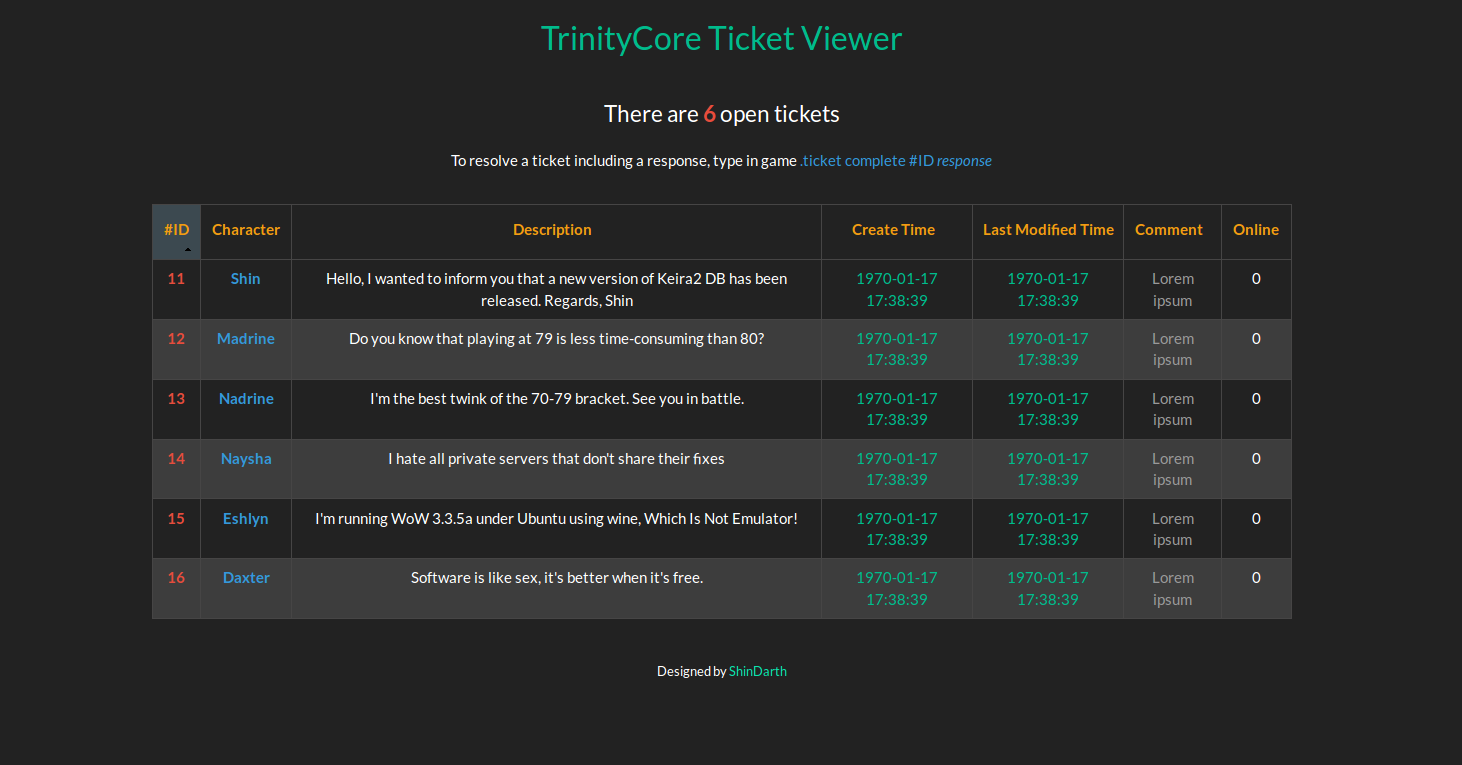 TrinityCore Ticket Viewer
There are 6 open tickets
To resolve a ticket including a response, type in game .ticket complete #ID response
#ID Character Description Create Time Last Modified Time Comment Online
11 Shin Hello, I wanted to inform you that a new version of Keira2 DB has been 1970-01-17 1970-01-17 Lorem 0
released. Regards, Shin 17:38:39 17:38:39 ipsum
12 Madrine Do you know that playing at 79 is less time-consuming than 80? 1970-01-17 1970-01-17 Lorem 0
17:38:39 17:38:39 ipsum
13 Nadrine I'm the best twink of the 70-79 bracket. See you in battle. 1970-01-17 1970-01-17 Lorem 0
17:38:39 17:38:39 ipsum
14 Naysha I hate all private servers that don't share their fixes 1970-01-17 1970-01-17 Lorem 0
17:38:39 17:38:39 ipsum
15 Eshlyn I'm running WoW 3.3.5a under Ubuntu using wine, Which Is Not Emulator! 1970-01-17 1970-01-17 Lorem 0
17:38:39 17:38:39 ipsum
16 Daxter Software is like sex, it's better when it's free. 1970-01-17 1970-01-17 Lorem 0
17:38:39 17:38:39 ipsum
Designed by ShinDarth